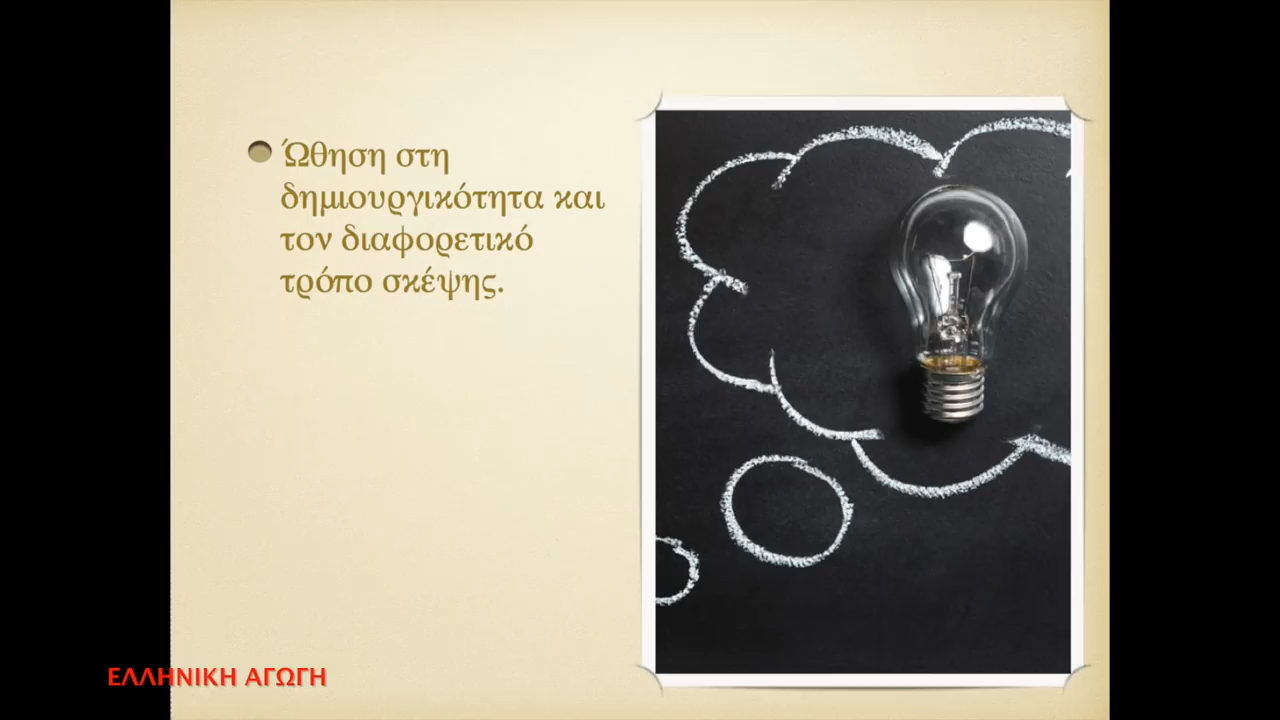 Ώθηση στη
δημιουργικότητα και
τον διαφορετικό
τρόπο σκέψης.
ΕΛΛΗΝΙΚΗ ΑΓΩΓΗ